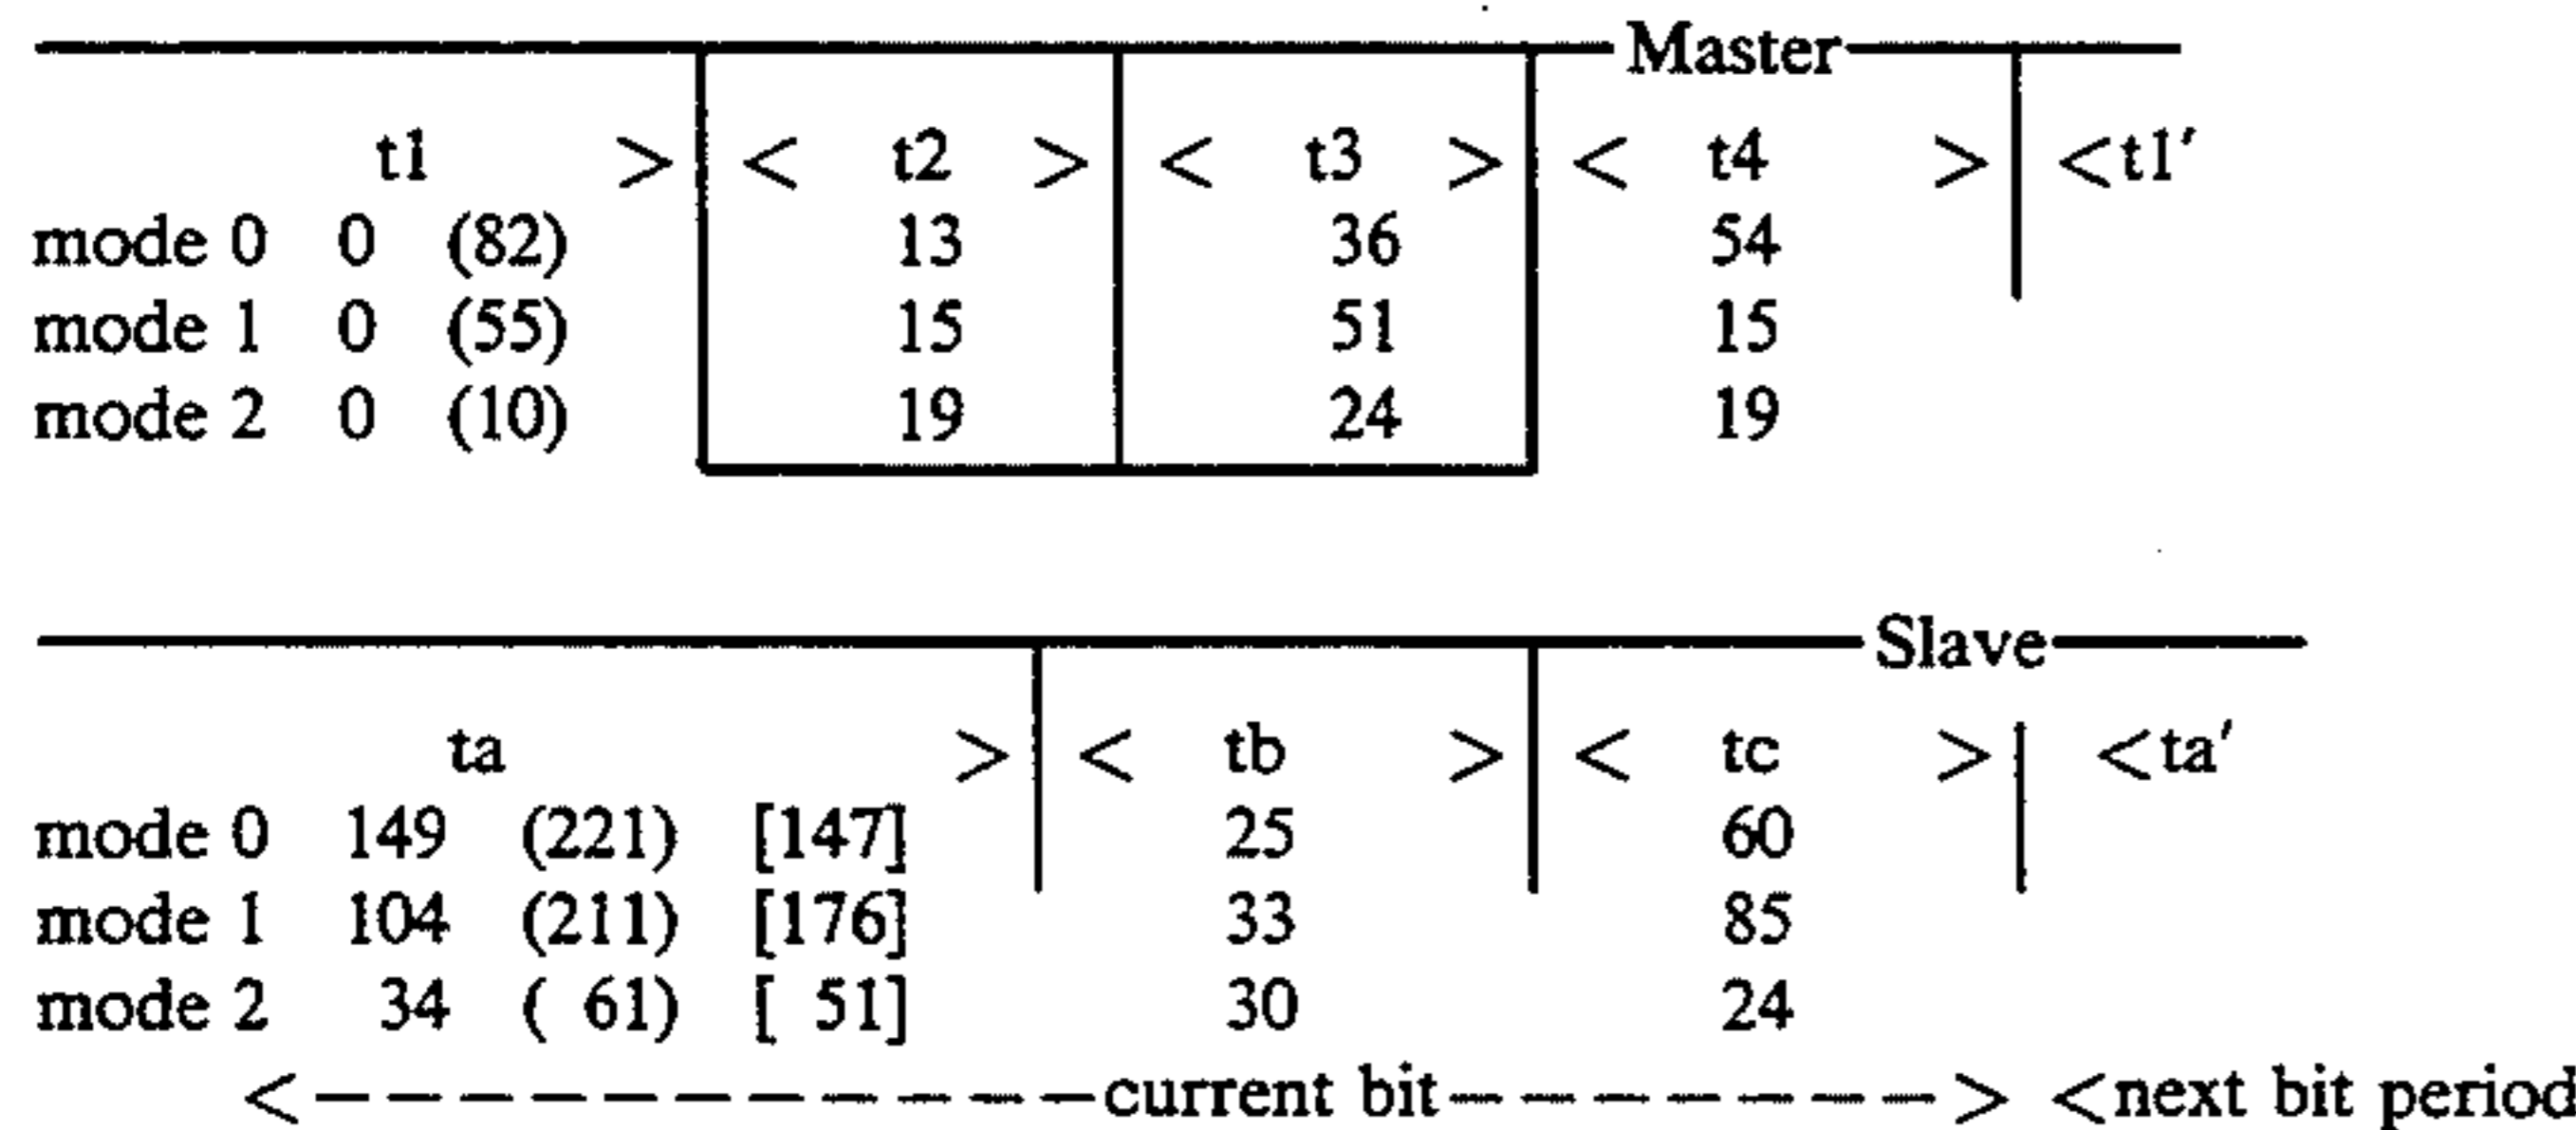 Master
t1 > < t2 > < t3 > < t4 > <t1'
mode 0 0 (82) 13 36 54
mode 1 0 (55) 15 51 15
mode 2 0 (10) 19 24 19
Slave
ta > < tb > < tc > <ta'
mode 0 149 (221) [147] 25 60
mode 1 104 (211) [176] 33 85
mode 2 34 ( 61) [ 51] 30 24
<– – – – – – – – – – –current bit– – – – – – –> <next bit period